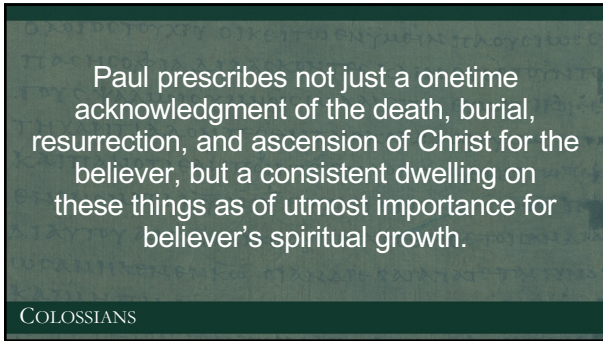 Paul prescribes not just a onetime
acknowledgment of the death, burial,
resurrection, and ascension of Christ for the
believer, but a consistent dwelling on
these things as of utmost importance for
believer's spiritual growth.
COLOSSIANS